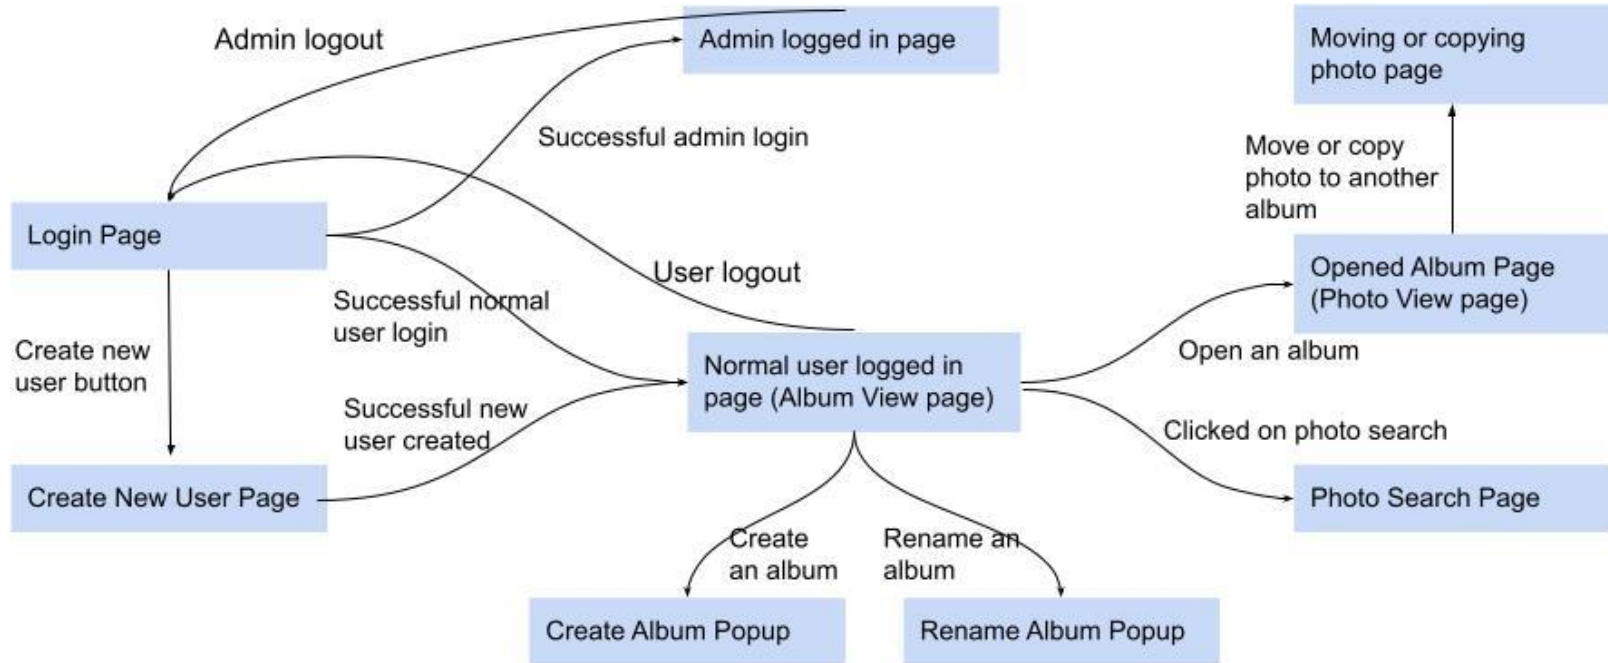 Admin logout
Admin logged in page
Moving or copying
photo page
Successful admin login
Move or copy
photo to another
album
Login Page
User logout
Opened Album Page
(Photo View page)
Successful normal
user login
Create new
user button
Open an album
Normal user logged in
page (Album View page)
Successful new
user created
Clicked on photo search
Create New User Page
Photo Search Page
Create
an album
Rename an
album
Create Album Popup
Rename Album Popup